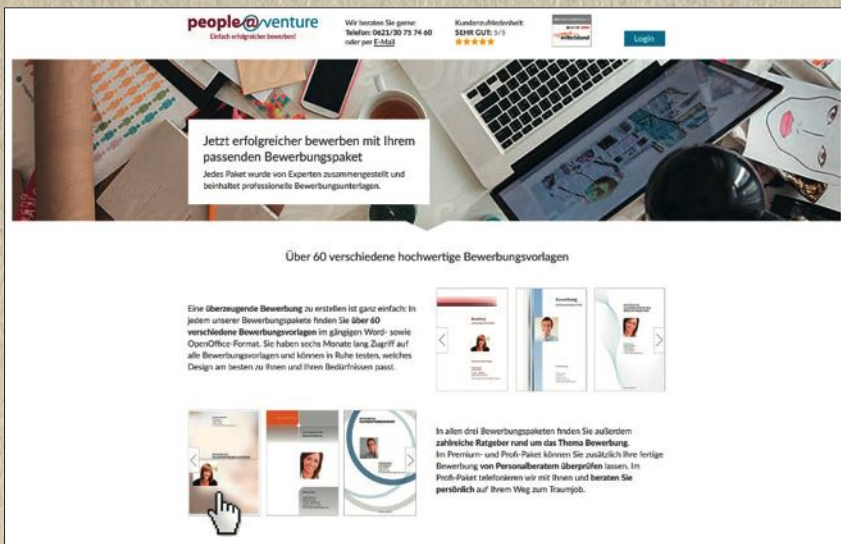 people@venture
Einfach erfolgreicher bewerben!
Wir beraten Sie gerne:
Telefon: 0621/30 75 74 60
oder per E-Mail
Kundenzufriedenheit:
SEHR GUT: 5/5
Login
Jetzt erfolgreicher bewerben mit Ihrem
passenden Bewerbungspaket
Jedes Paket wurde von Experten zusammengestellt und
beinhaltet professionelle Bewerbungsunterlagen.
Über 60 verschiedene hochwertige Bewerbungsvorlagen
Eine überzeugende Bewerbung zu erstellen ist ganz einfach: In
jedem unserer Bewerbungspakete finden Sie über 60
verschiedene Bewerbungsvorlagen im gängigen Word- sowie
OpenOffice-Format. Sie haben sechs Monate lang Zugriff auf
alle Bewerbungsvorlagen und können in Ruhe testen, welches
Design am besten zu Ihnen und Ihren Bedürfnissen passt.
Bewerbung
In allen drei Bewerbungspaketen finden Sie außerdem
zahlreiche Ratgeber rund um das Thema Bewerbung.
Im Premium- und Profi-Paket können Sie zusätzlich Ihre fertige
Bewerbung von Personalberatern überprüfen lassen. Im
Profi-Paket telefonieren wir mit Ihnen und beraten Sie
persönlich auf Ihrem Weg zum Traumjob.